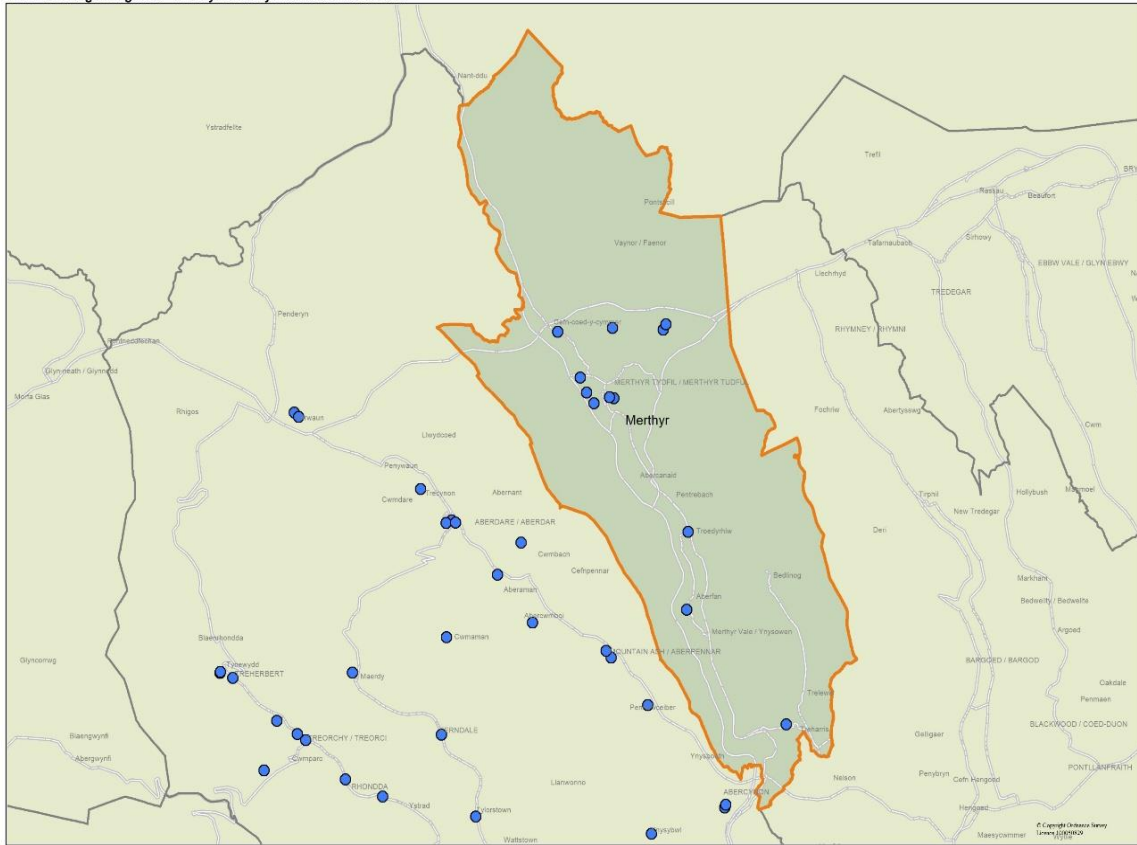 Nant-ddu
Ystradfellte
Trefil
Rassau
Beaufort
Pontsticill
Vaynor / Faenor
Tafarnaubach
Sirhowy
EBBW VALE / GLYN EBWY
Llechrhyd
TREDEGAR
Penderyn
Cefn-coed-y-cymmer
RHYMNEY / RHYMNI
Pontneddfechan
Glyn-neath / Glynnedd
MERTHYR TYDFIL / MERTHYR TUDFUL
Morfa Glas
Rhigos
Fochriw
Abertysswg
Merthyr
Cwm
Llwydcoed
Penywaun
Abercanaid
Cwmdare
Trecynon
Abernant
Pentrebach
Tirphil
Hollybush
New Tredegar
ABERDARE / ABERDAR
Troedyrhiw
Deri
Cwmbach
Cefnpennar
Bedlinog
Markham
Aberaman
Aberfan
Bedwellty / Bedwellte
Abercwmboi
Argoed
Merthyr Vale / Ynysowen
Blaenrhondda
Cwmaman
MOUNTAIN ASH / ABERPENNAR
BARGOED / BARGOD
Glyncorrwg
Tynewydd
TREHERBERT
Maerdy
Oakdale
Trelewis
Penmaen
Treharris
BLACKWOOD / COED-DUON
Blaengwynfi
FERNDALE
TREORCHY / TREORCI
Gelligaer
Abergwynfi
Cwmparc
Ynysboeth
PONTLLANFRAITH
Nelson
Penybryn
Cefn Hengoed
RHONDDA
Llanwonno
ABERCYNON
Ystrad
Hengoed
Tylorstown
Wattstown
Ynysybwl
Maesycwmmer
© Copyright Ordnance Survey